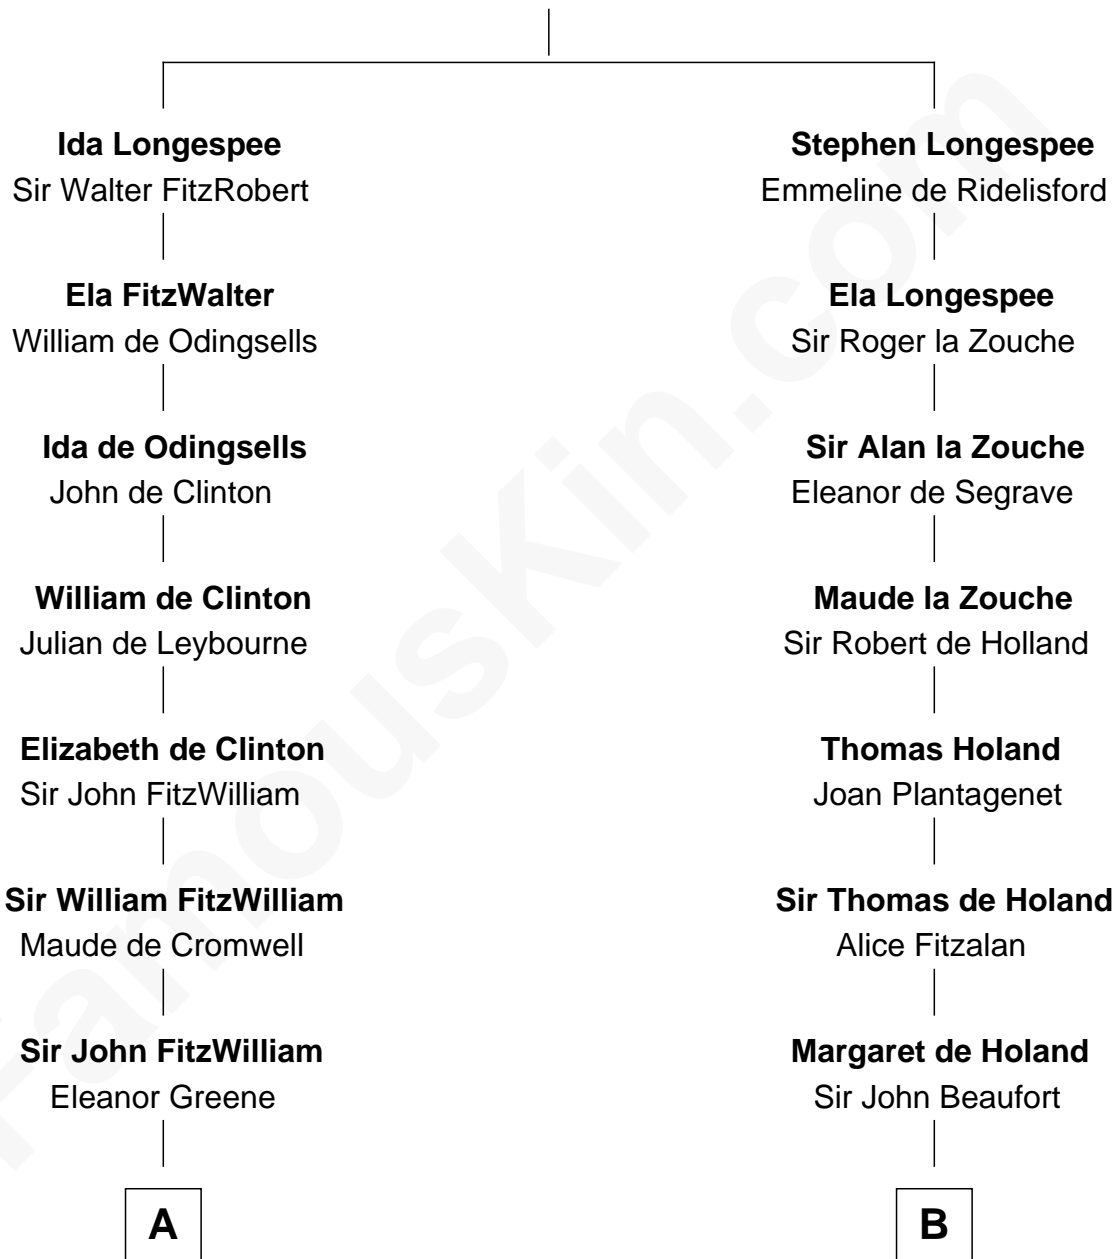 Ida Longespee
Sir Walter FitzRobert
Stephen Longespee
Emmeline de Ridelisford
Ela FitzWalter
William de Odingsells
Ela Longespee
Sir Roger la Zouche
Ida de Odingsells
John de Clinton
Sir Alan la Zouche
Eleanor de Segrave
William de Clinton
Julian de Leybourne
Maude la Zouche
Sir Robert de Holland
Elizabeth de Clinton
Sir John FitzWilliam
Thomas Holand
Joan Plantagenet
Sir William FitzWilliam
Maude de Cromwell
Sir Thomas de Holand
Alice Fitzalan
Sir John FitzWilliam
Eleanor Greene
Margaret de Holand
Sir John Beaufort
A
B
FamousKin.com